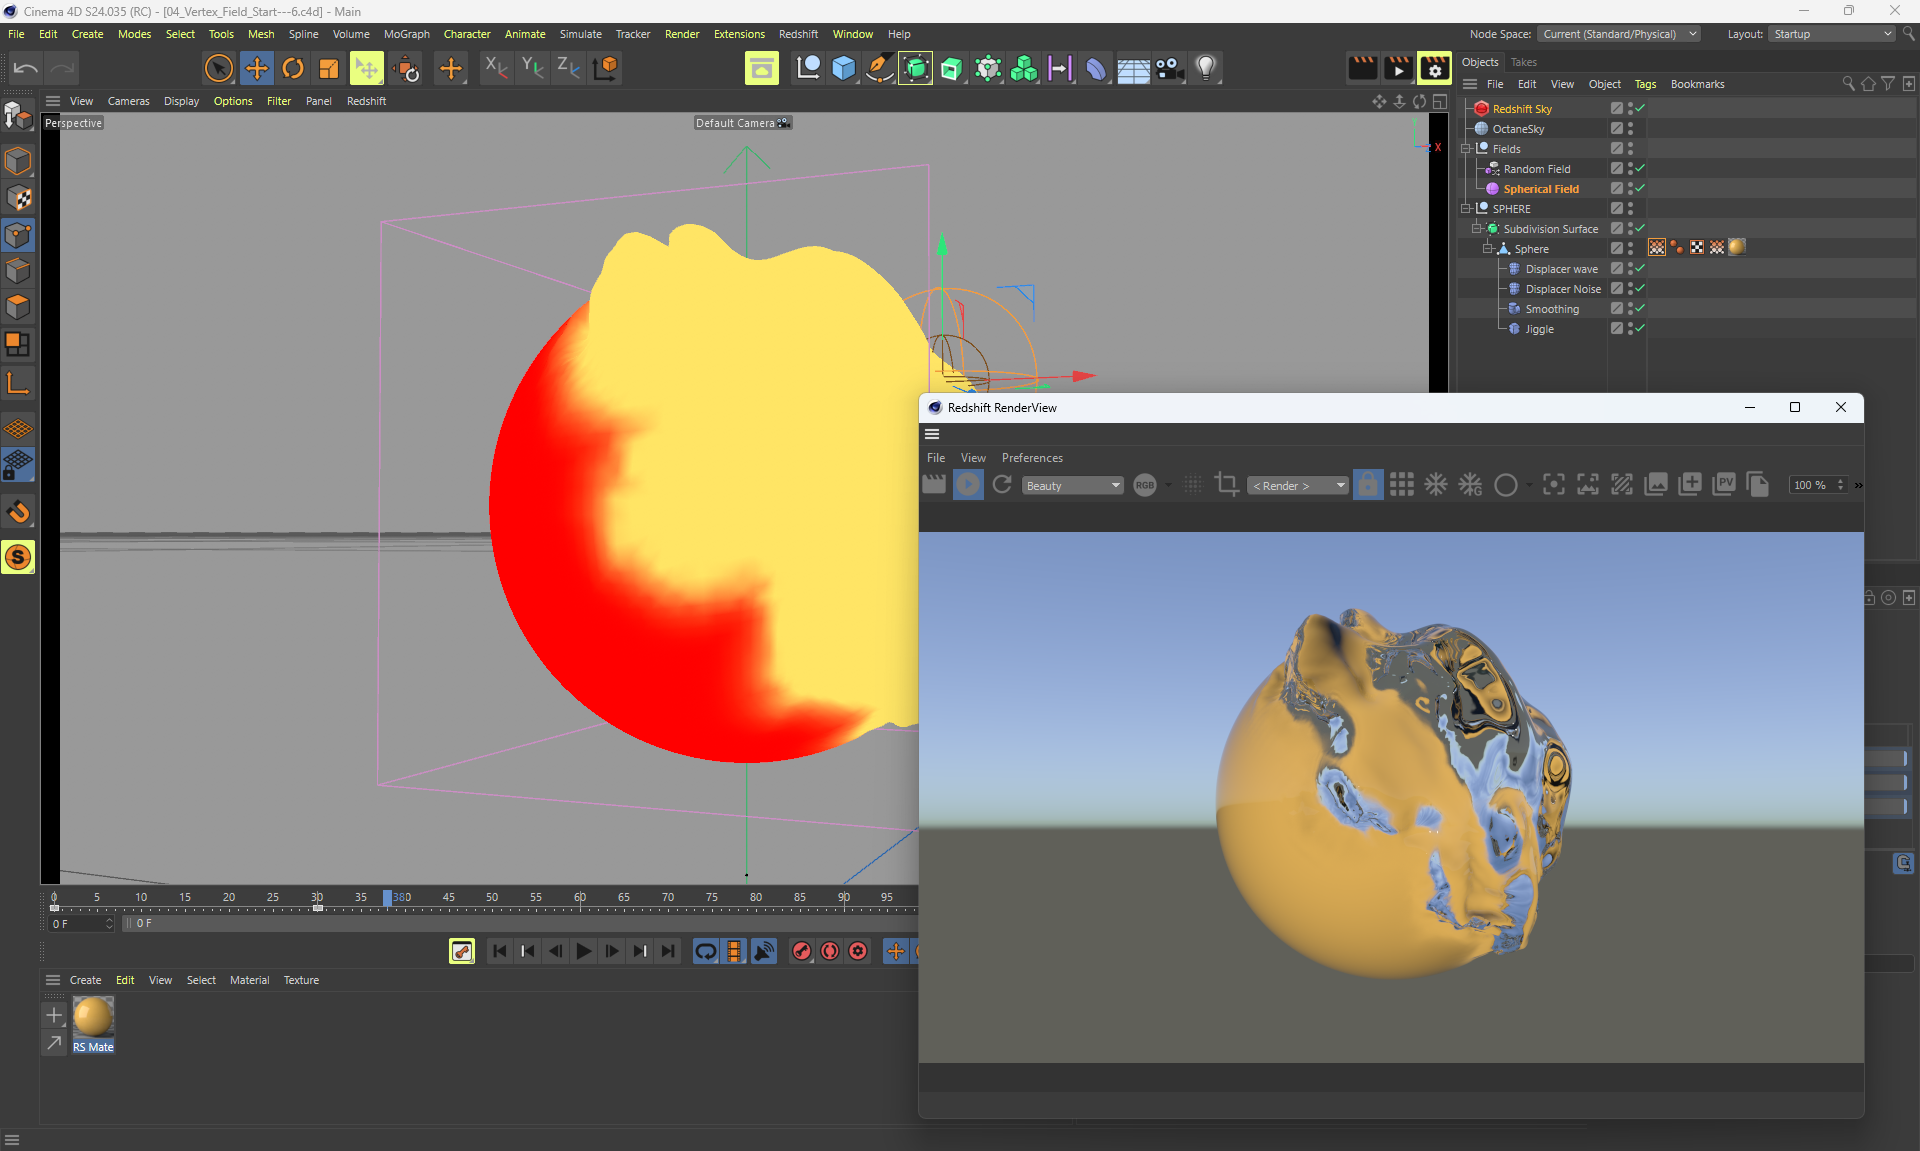 Cinema 4D S24.035 (RC) - [04_Vertex_Field_Start---6.c4d] - Main
File Edit Create Modes Select Tools Mesh Spline Volume MoGraph Character Animate Simulate Tracker Render Extensions Redshift Window Help
Node Space: Current (Standard/Physical) Layout: Startup
X Y Z
Objects Takes
File Edit View Object Tags Bookmarks
View Cameras Display Options Filter Panel Redshift
Perspective
Default Camera
Y
X
Z
Redshift Sky
OctaneSky
Fields
Random Field
Spherical Field
SPHERE
Subdivision Surface
Sphere
Displacer wave
Displacer Noise
Smoothing
Jiggle
S
Redshift RenderView
File View Preferences
Beauty RGB < Render > G PV 100 % »
0 5 10 15 20 25 30 35 380 45 50 55 60 65 70 75 80 85 90 95
0 F 0 F
Create Edit View Select Material Texture
RS Mate